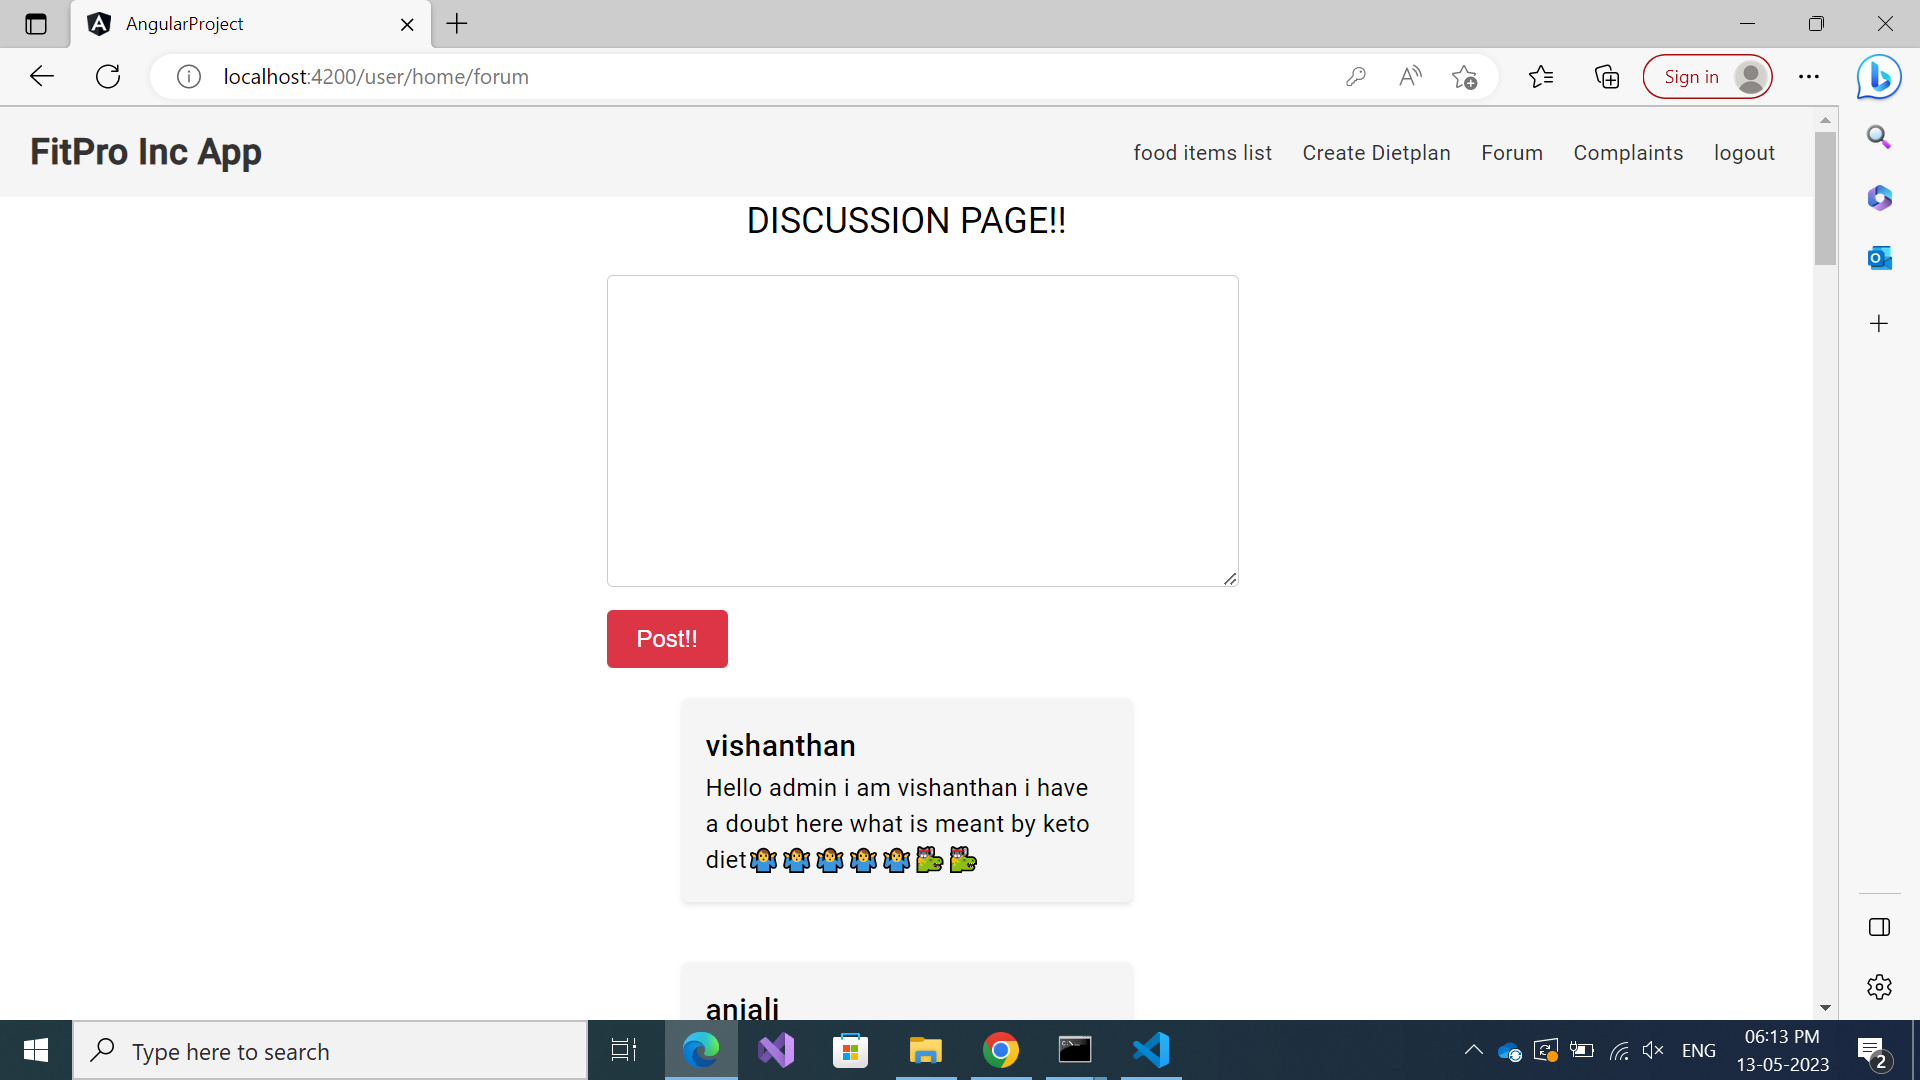 AngularProject
localhost:4200/user/home/forum
Sign in
FitPro Inc App
food items list
Create Dietplan
Forum
Complaints
logout
DISCUSSION PAGE!!
Post!!
vishanthan
Hello admin i am vishanthan i have
a doubt here what is meant by keto
diet🤷‍♂️🤷‍♂️🤷‍♂️🤷‍♂️🤷‍♂️🐱‍🐉🐱‍🐉
anjali
Type here to search
ENG
06:13 PM
13-05-2023
2